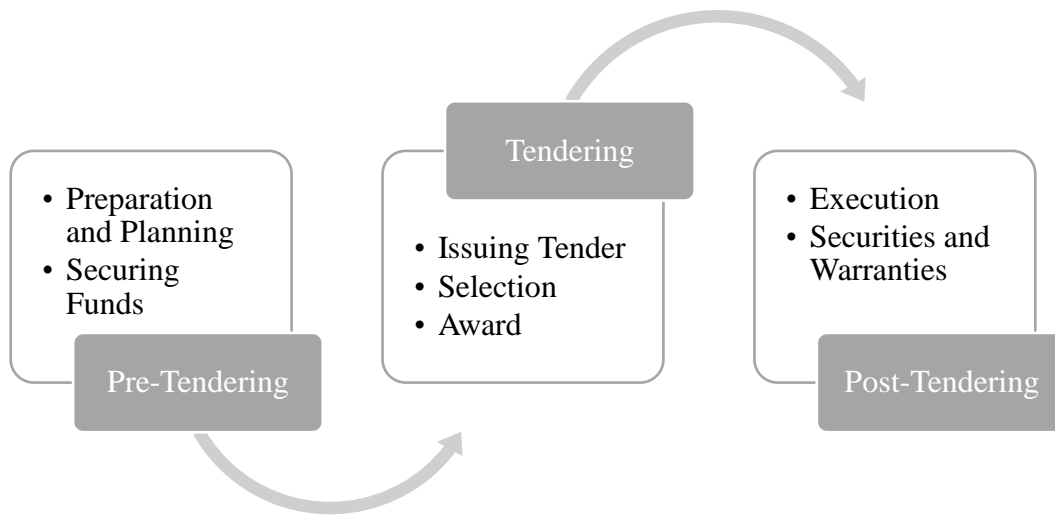 • Preparation
and Planning
• Securing
Funds
Pre-Tendering
Tendering
• Issuing Tender
• Selection
• Award
• Execution
• Securities and
Warranties
Post-Tendering